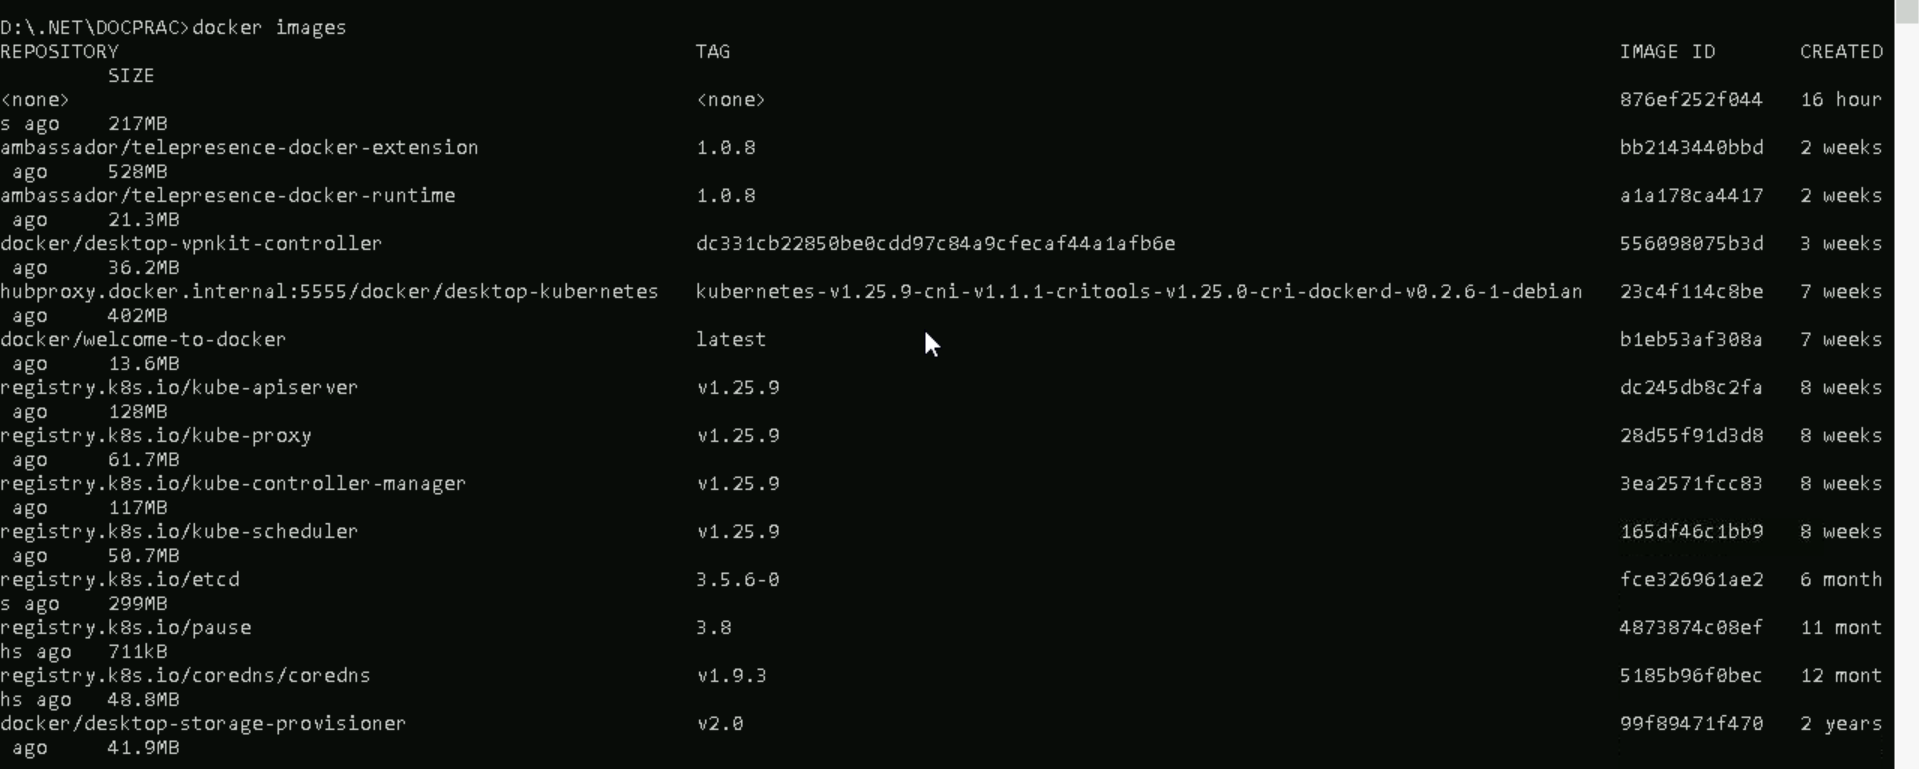 D:\.NET\DOCPRAC>docker images
REPOSITORY TAG IMAGE ID CREATED
SIZE
<none> <none> 876ef252f044 16 hour
s ago 217MB
ambassador/telepresence-docker-extension 1.0.8 bb2143440bbd 2 weeks
ago 528MB
ambassador/telepresence-docker-runtime 1.0.8 a1a178ca4417 2 weeks
ago 21.3MB
docker/desktop-vpnkit-controller dc331cb22850be0cdd97c84a9cfecaf44a1afb6e 556098075b3d 3 weeks
ago 36.2MB
hubproxy.docker.internal:5555/docker/desktop-kubernetes kubernetes-v1.25.9-cni-v1.1.1-critools-v1.25.0-cri-dockerd-v0.2.6-1-debian 23c4f114c8be 7 weeks
ago 402MB
docker/welcome-to-docker latest b1eb53af308a 7 weeks
ago 13.6MB
registry.k8s.io/kube-apiserver v1.25.9 dc245db8c2fa 8 weeks
ago 128MB
registry.k8s.io/kube-proxy v1.25.9 28d55f91d3d8 8 weeks
ago 61.7MB
registry.k8s.io/kube-controller-manager v1.25.9 3ea2571fcc83 8 weeks
ago 117MB
registry.k8s.io/kube-scheduler v1.25.9 165df46c1bb9 8 weeks
ago 50.7MB
registry.k8s.io/etcd 3.5.6-0 fce326961ae2 6 month
s ago 299MB
registry.k8s.io/pause 3.8 4873874c08ef 11 mont
hs ago 711kB
registry.k8s.io/coredns/coredns v1.9.3 5185b96f0bec 12 mont
hs ago 48.8MB
docker/desktop-storage-provisioner v2.0 99f89471f470 2 years
ago 41.9MB